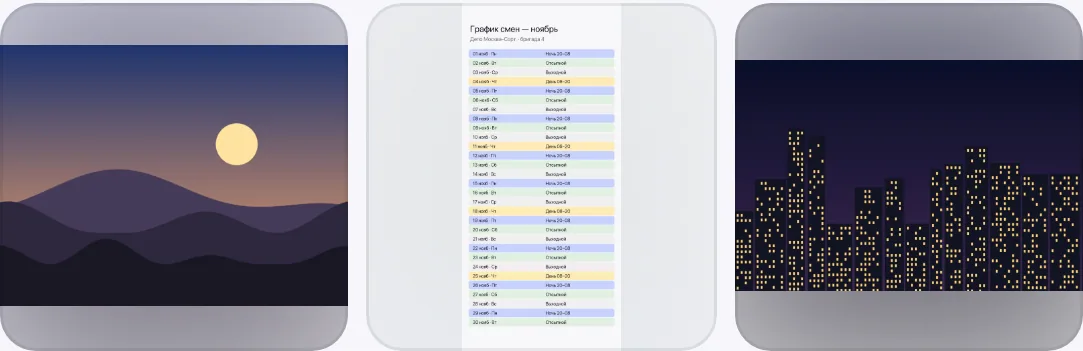 График смен — ноябрь
Депо Москва-Сорт. · бригада 4
01 нояб · Пн Ночь 20–08
02 нояб · Вт Отсыпной
03 нояб · Ср Выходной
04 нояб · Чт День 08–20
05 нояб · Пт Ночь 20–08
06 нояб · Сб Отсыпной
07 нояб · Вс Выходной
08 нояб · Пн Ночь 20–08
09 нояб · Вт Отсыпной
10 нояб · Ср Выходной
11 нояб · Чт День 08–20
12 нояб · Пт Ночь 20–08
13 нояб · Сб Отсыпной
14 нояб · Вс Выходной
15 нояб · Пн Ночь 20–08
16 нояб · Вт Отсыпной
17 нояб · Ср Выходной
18 нояб · Чт День 08–20
19 нояб · Пт Ночь 20–08
20 нояб · Сб Отсыпной
21 нояб · Вс Выходной
22 нояб · Пн Ночь 20–08
23 нояб · Вт Отсыпной
24 нояб · Ср Выходной
25 нояб · Чт День 08–20
26 нояб · Пт Ночь 20–08
27 нояб · Сб Отсыпной
28 нояб · Вс Выходной
29 нояб · Пн Ночь 20–08
30 нояб · Вт Отсыпной